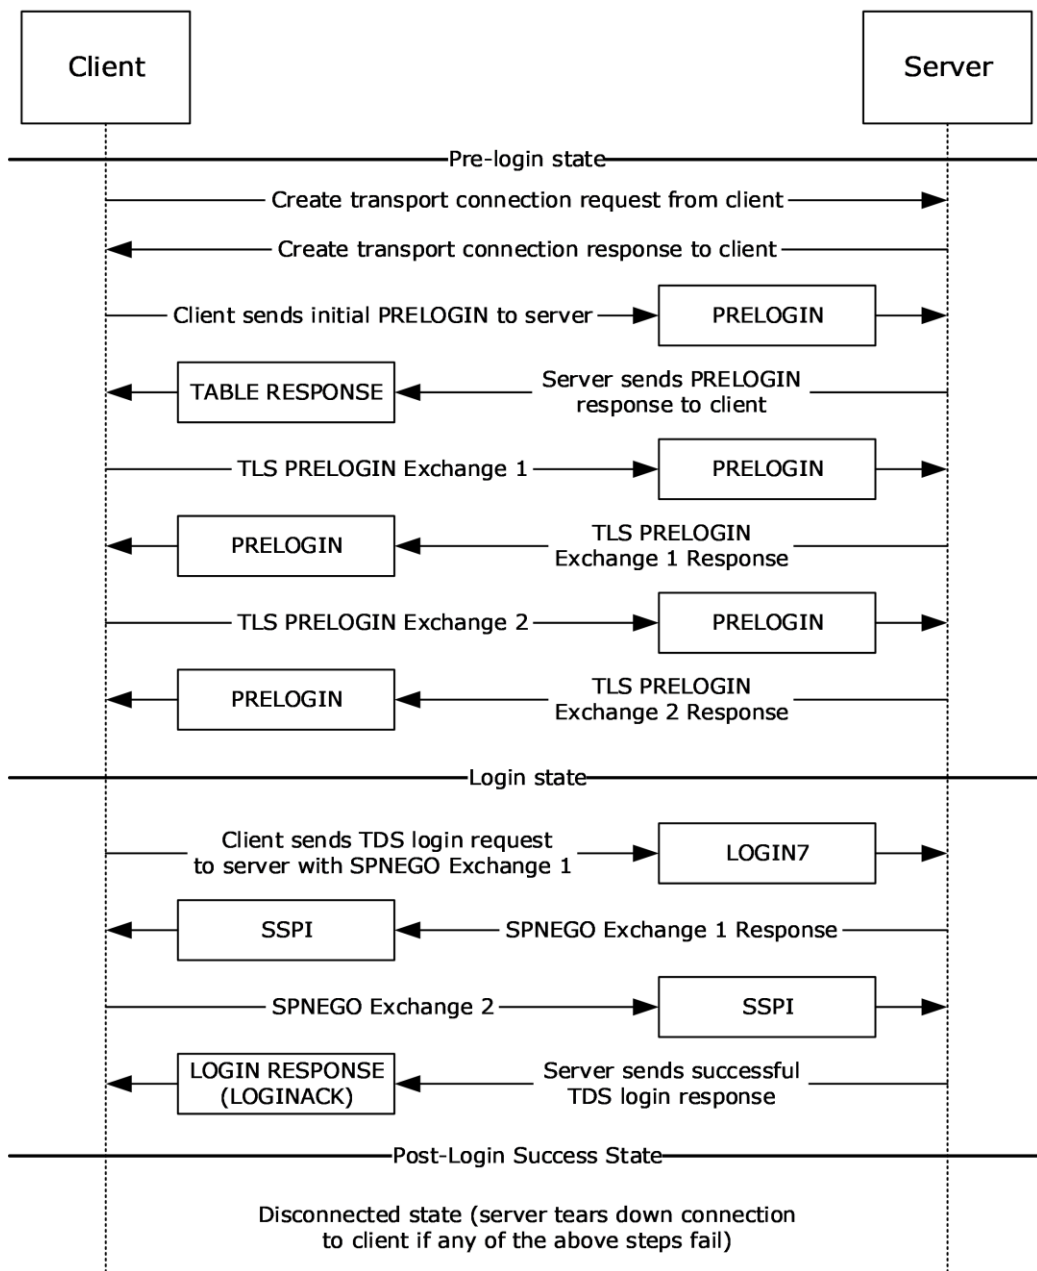 Client
Server
Pre-login state
Create transport connection request from client
Create transport connection response to client
Client sends initial PRELOGIN to server
PRELOGIN
TABLE RESPONSE
Server sends PRELOGIN
response to client
TLS PRELOGIN Exchange 1
PRELOGIN
PRELOGIN
TLS PRELOGIN
Exchange 1 Response
TLS PRELOGIN Exchange 2
PRELOGIN
PRELOGIN
TLS PRELOGIN
Exchange 2 Response
Login state
Client sends TDS login request
to server with SPNEGO Exchange 1
LOGIN7
SSPI
SPNEGO Exchange 1 Response
SPNEGO Exchange 2
SSPI
LOGIN RESPONSE
(LOGINACK)
Server sends successful
TDS login response
Post-Login Success State
Disconnected state (server tears down connection
to client if any of the above steps fail)